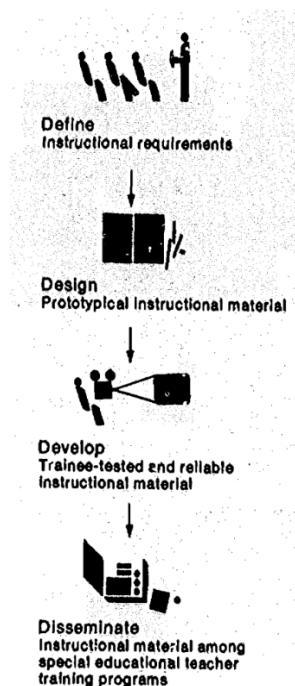 Define
Instructional requirements
Design
Prototypical instructional material
Develop
Trainee-tested and reliable
instructional material
Disseminate
Instructional material among
special educational teacher
training programs